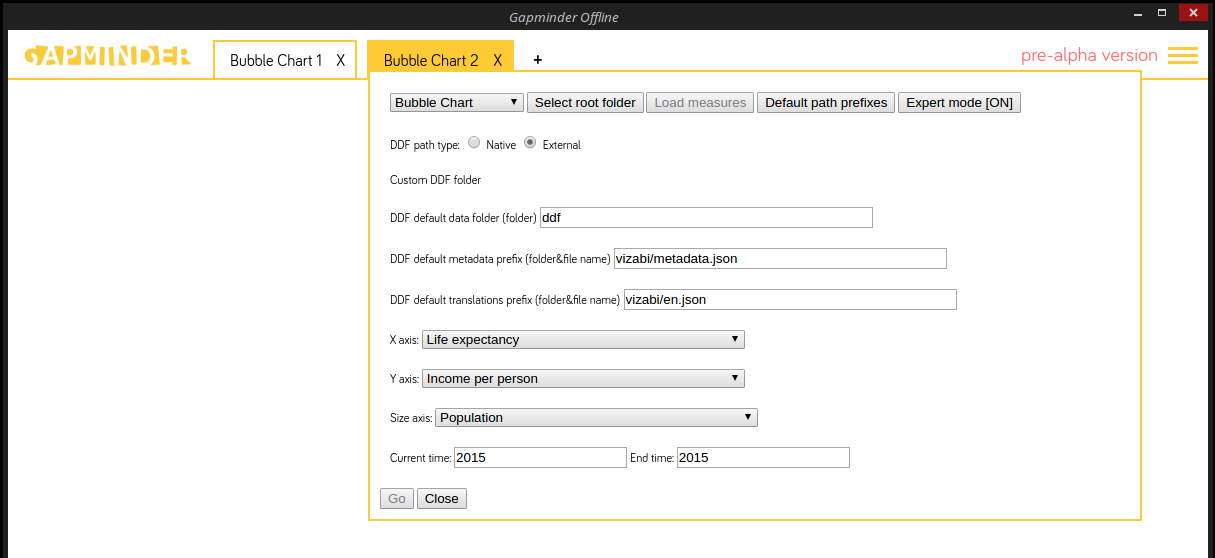 Gapminder Offline
GAPMINDER
Bubble Chart 1 X
Bubble Chart 2 X
+
pre-alpha version
Bubble Chart Select root folder Load measures Default path prefixes Expert mode [ON]
DDF path type: Native External
Custom DDF folder
DDF default data folder (folder) ddf
DDF default metadata prefix (folder&file name) vizabi/metadata.json
DDF default translations prefix (folder&file name) vizabi/en.json
X axis: Life expectancy
Y axis: Income per person
Size axis: Population
Current time: 2015 End time: 2015
Go Close